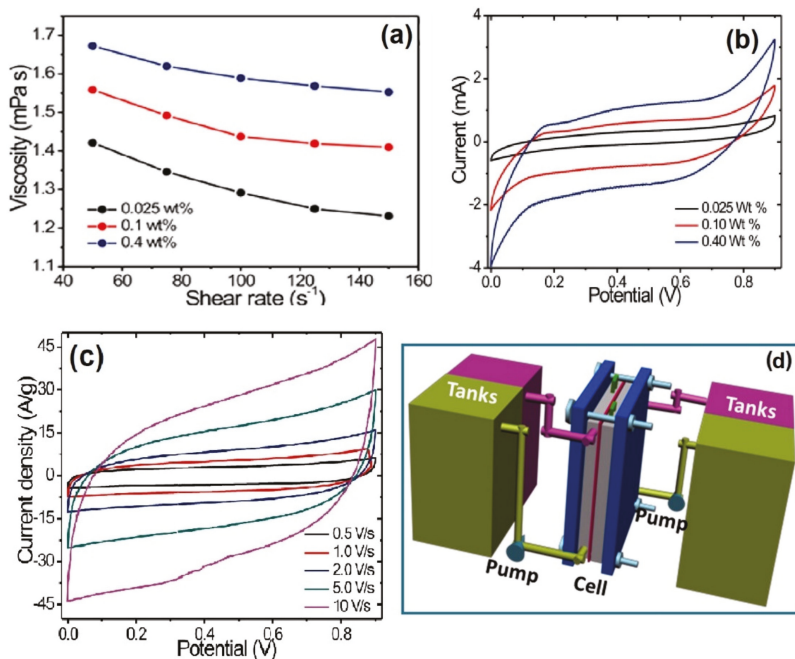 (a)
Viscosity (mPa s)
1.7
1.6
1.5
1.4
1.3
1.2
1.1
0.025 wt%
0.1 wt%
0.4 wt%
40 60 80 100 120 140 160
Shear rate (s⁻¹)
(b)
Current (mA)
4
2
0
-2
-4
0.025 Wt %
0.10 Wt %
0.40 Wt %
0.0 0.2 0.4 0.6 0.8
Potential (V)
(c)
Current density (A/g)
45
30
15
0
-15
-30
-45
0.5 V/s
1.0 V/s
2.0 V/s
5.0 V/s
10 V/s
0.0 0.2 0.4 0.6 0.8
Potential (V)
(d)
Tanks
Tanks
Pump
Pump
Cell